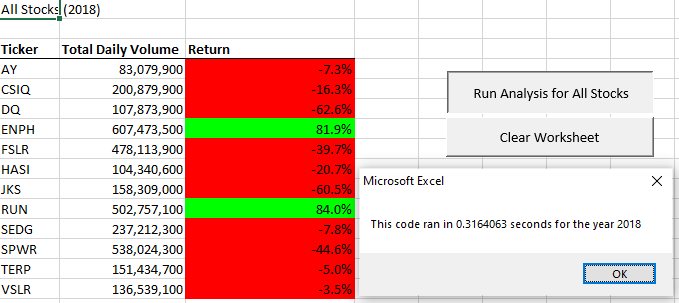 All Stocks (2018)
Ticker Total Daily Volume Return
AY 83,079,900 -7.3%
CSIQ 200,879,900 -16.3%
DQ 107,873,900 -62.6%
ENPH 607,473,500 81.9%
FSLR 478,113,900 -39.7%
HASI 104,340,600 -20.7%
JKS 158,309,000 -60.5%
RUN 502,757,100 84.0%
SEDG 237,212,300 -7.8%
SPWR 538,024,300 -44.6%
TERP 151,434,700 -5.0%
VSLR 136,539,100 -3.5%
Run Analysis for All Stocks
Clear Worksheet
Microsoft Excel
This code ran in 0.3164063 seconds for the year 2018
OK